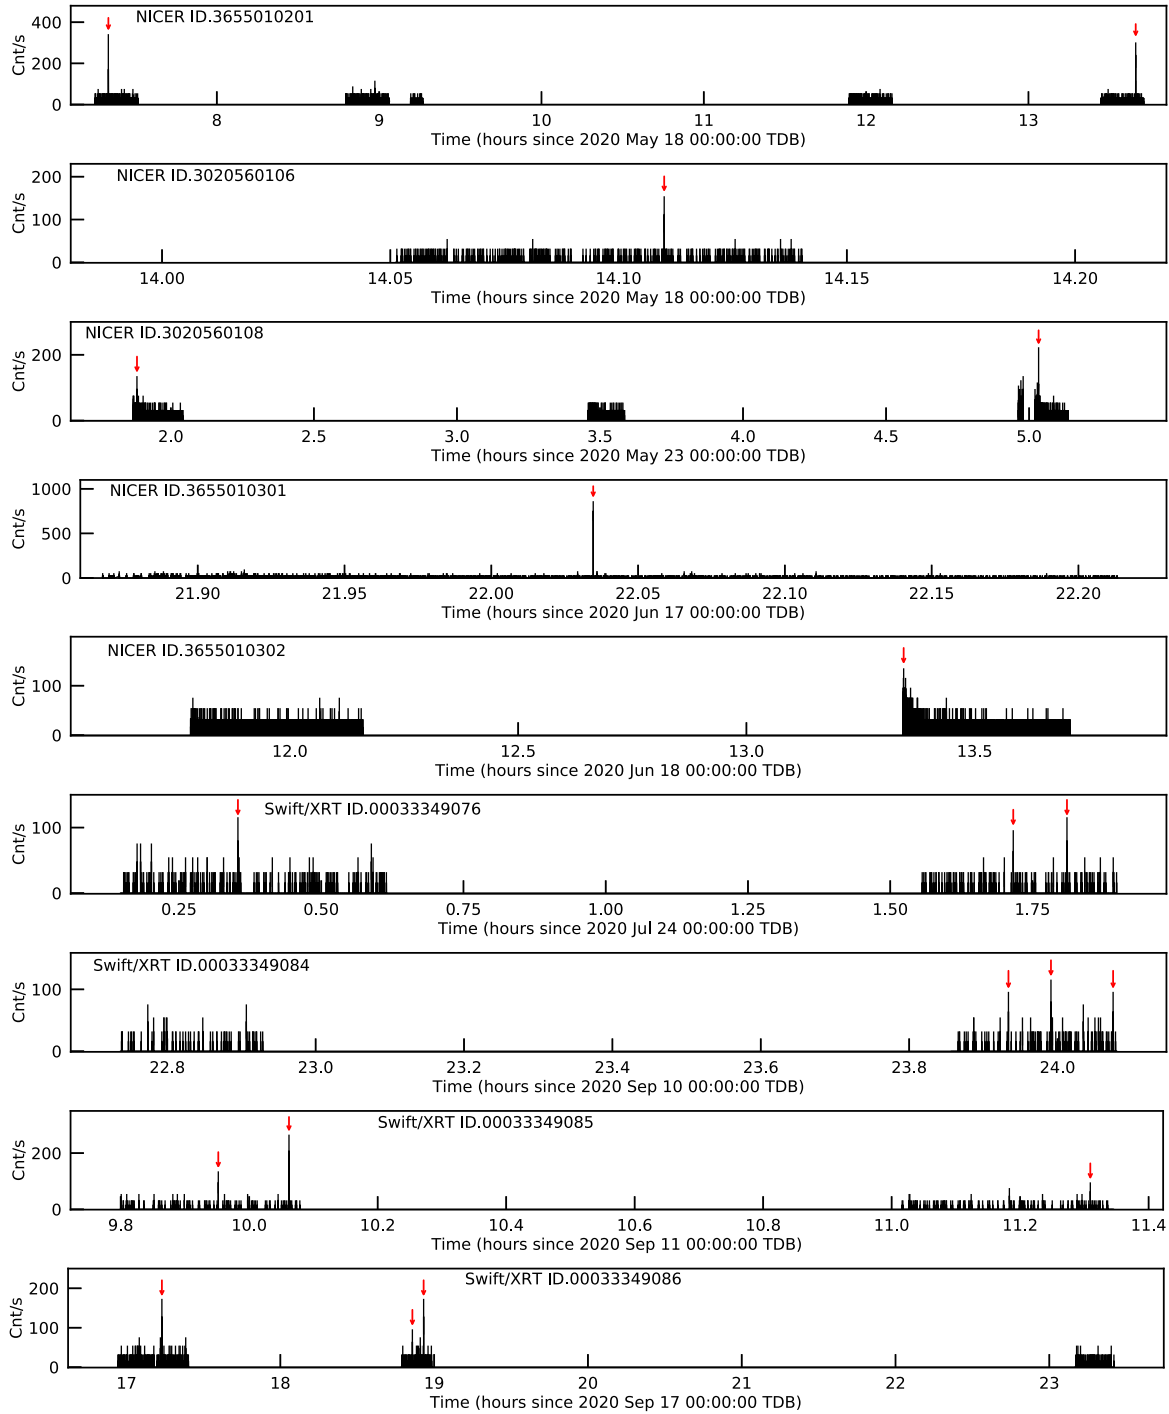 NICER ID.3655010201
Cnt/s
400
200
0
8 9 10 11 12 13
Time (hours since 2020 May 18 00:00:00 TDB)
NICER ID.3020560106
Cnt/s
200
100
0
14.00 14.05 14.10 14.15 14.20
Time (hours since 2020 May 18 00:00:00 TDB)
NICER ID.3020560108
Cnt/s
200
0
2.0 2.5 3.0 3.5 4.0 4.5 5.0
Time (hours since 2020 May 23 00:00:00 TDB)
NICER ID.3655010301
Cnt/s
1000
500
0
21.90 21.95 22.00 22.05 22.10 22.15 22.20
Time (hours since 2020 Jun 17 00:00:00 TDB)
NICER ID.3655010302
Cnt/s
100
0
12.0 12.5 13.0 13.5
Time (hours since 2020 Jun 18 00:00:00 TDB)
Swift/XRT ID.00033349076
Cnt/s
100
0
0.25 0.50 0.75 1.00 1.25 1.50 1.75
Time (hours since 2020 Jul 24 00:00:00 TDB)
Swift/XRT ID.00033349084
Cnt/s
100
0
22.8 23.0 23.2 23.4 23.6 23.8 24.0
Time (hours since 2020 Sep 10 00:00:00 TDB)
Swift/XRT ID.00033349085
Cnt/s
200
0
9.8 10.0 10.2 10.4 10.6 10.8 11.0 11.2 11.4
Time (hours since 2020 Sep 11 00:00:00 TDB)
Swift/XRT ID.00033349086
Cnt/s
200
100
0
17 18 19 20 21 22 23
Time (hours since 2020 Sep 17 00:00:00 TDB)